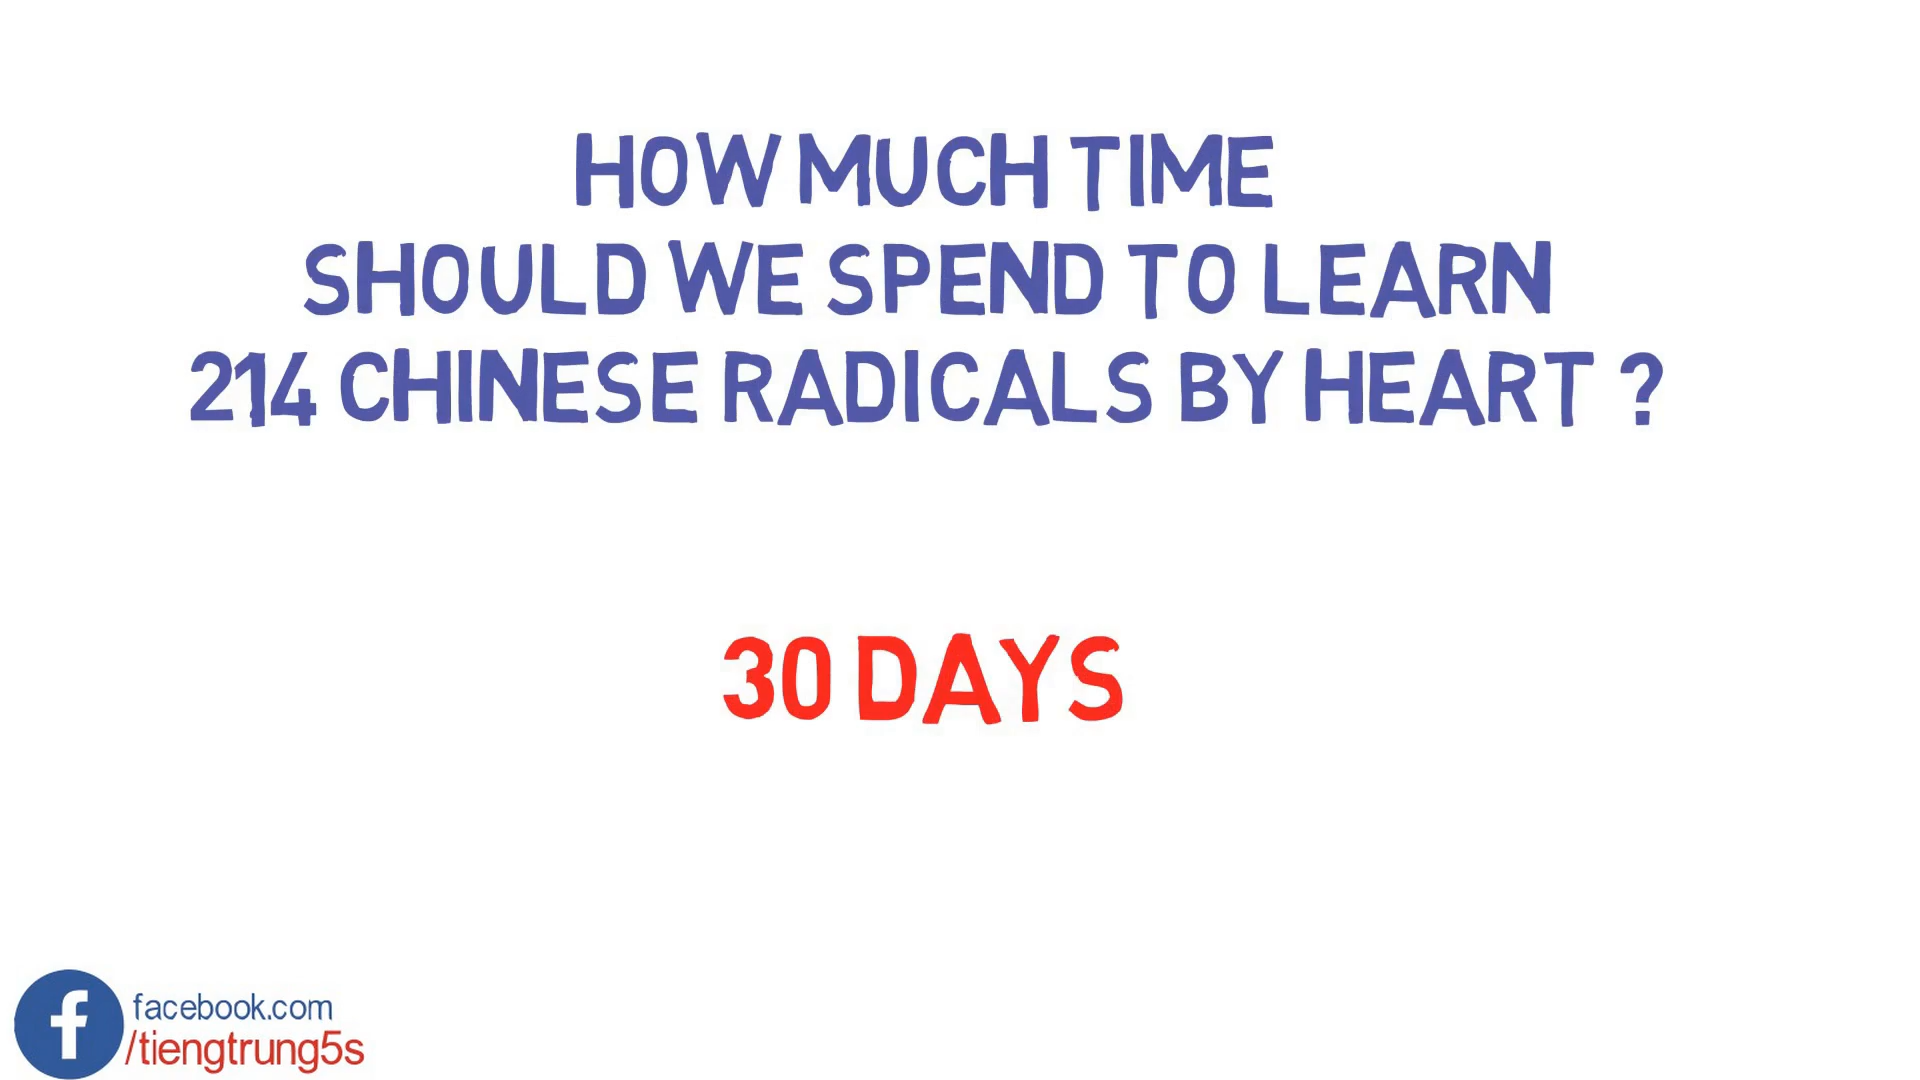 HOW MUCH TIME
SHOULD WE SPEND TO LEARN
214 CHINESE RADICALS BY HEART ?
30 DAYS
facebook.com
/tiengtrung5s